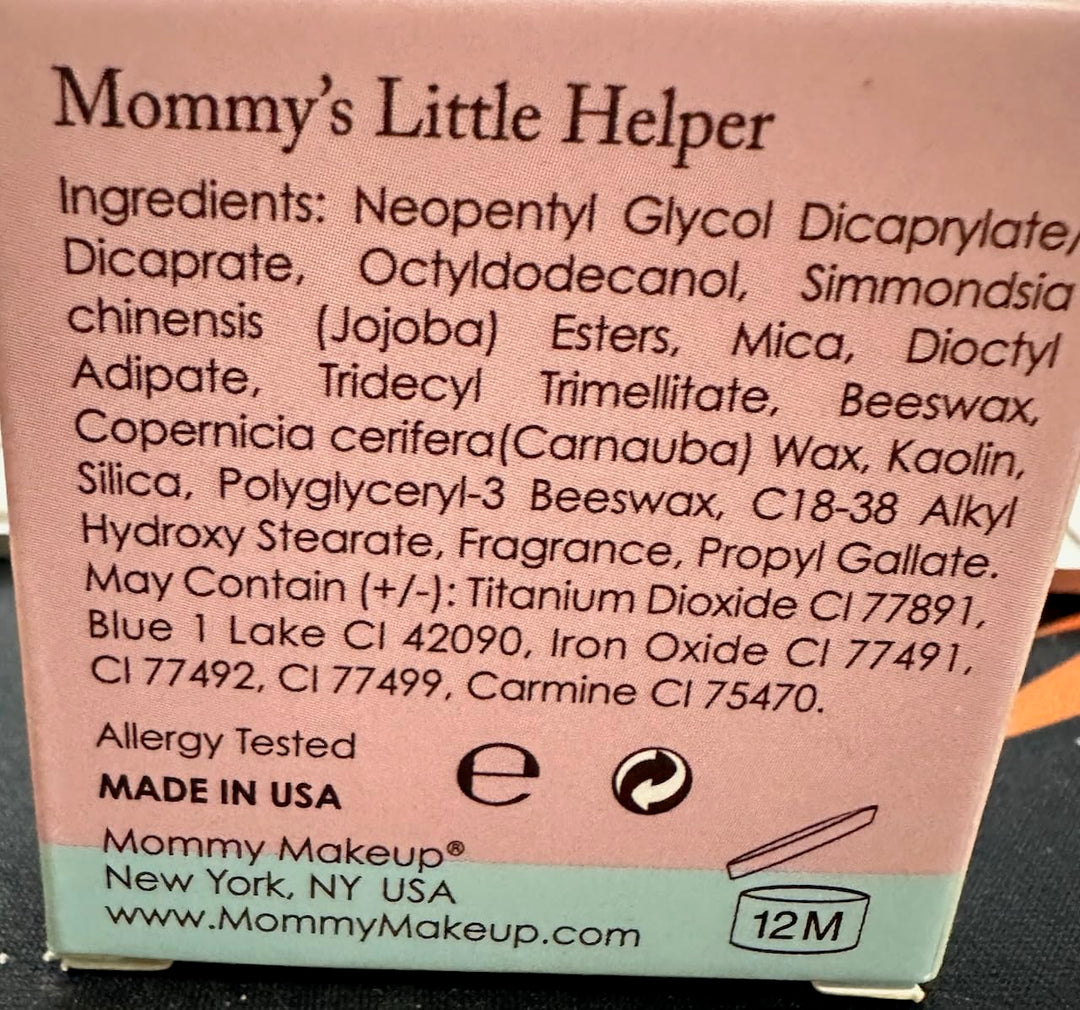 Mommy's Little Helper
Ingredients: Neopentyl Glycol Dicaprylate/
Dicaprate, Octyldodecanol, Simmondsia
chinensis (Jojoba) Esters, Mica, Dioctyl
Adipate, Tridecyl Trimellitate, Beeswax,
Copernicia cerifera(Carnauba) Wax, Kaolin,
Silica, Polyglyceryl-3 Beeswax, C18-38 Alkyl
Hydroxy Stearate, Fragrance, Propyl Gallate.
May Contain (+/-): Titanium Dioxide CI 77891,
Blue 1 Lake CI 42090, Iron Oxide CI 77491,
CI 77492, CI 77499, Carmine CI 75470.
Allergy Tested
MADE IN USA
e
Mommy Makeup®
New York, NY USA
www.MommyMakeup.com
12M